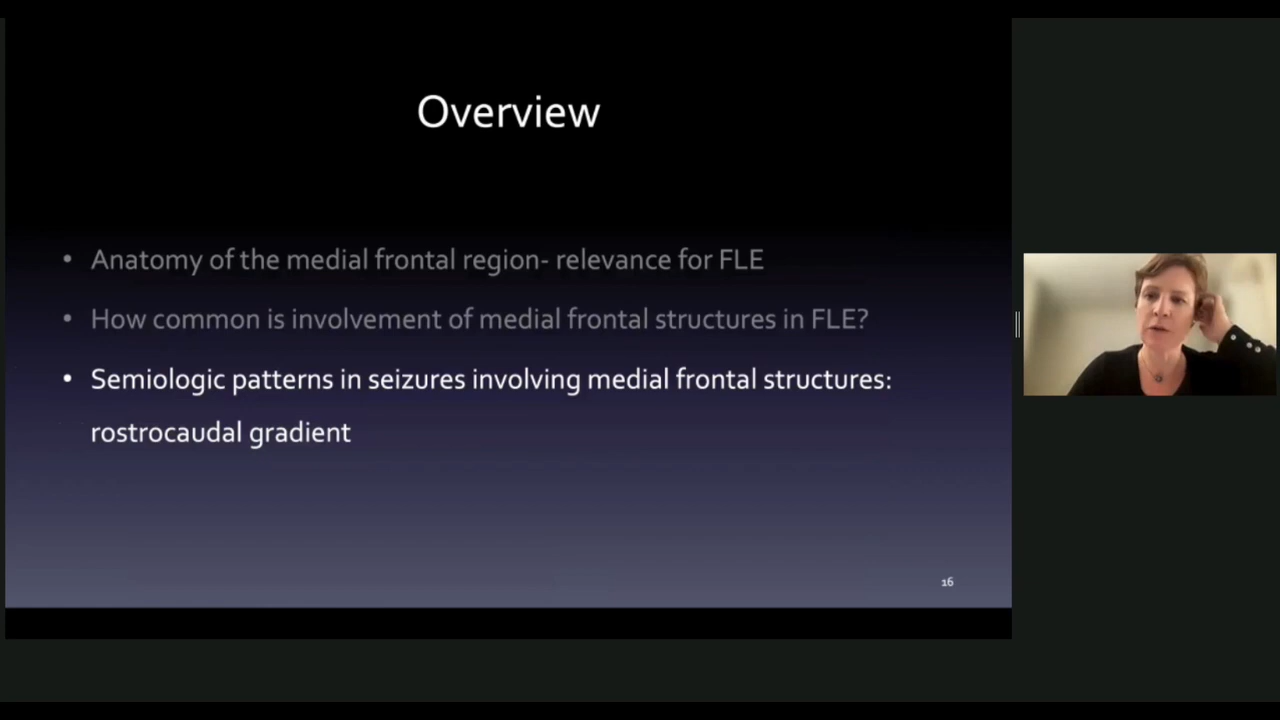 Overview
• Anatomy of the medial frontal region- relevance for FLE
• How common is involvement of medial frontal structures in FLE?
• Semiologic patterns in seizures involving medial frontal structures:
rostrocaudal gradient
16